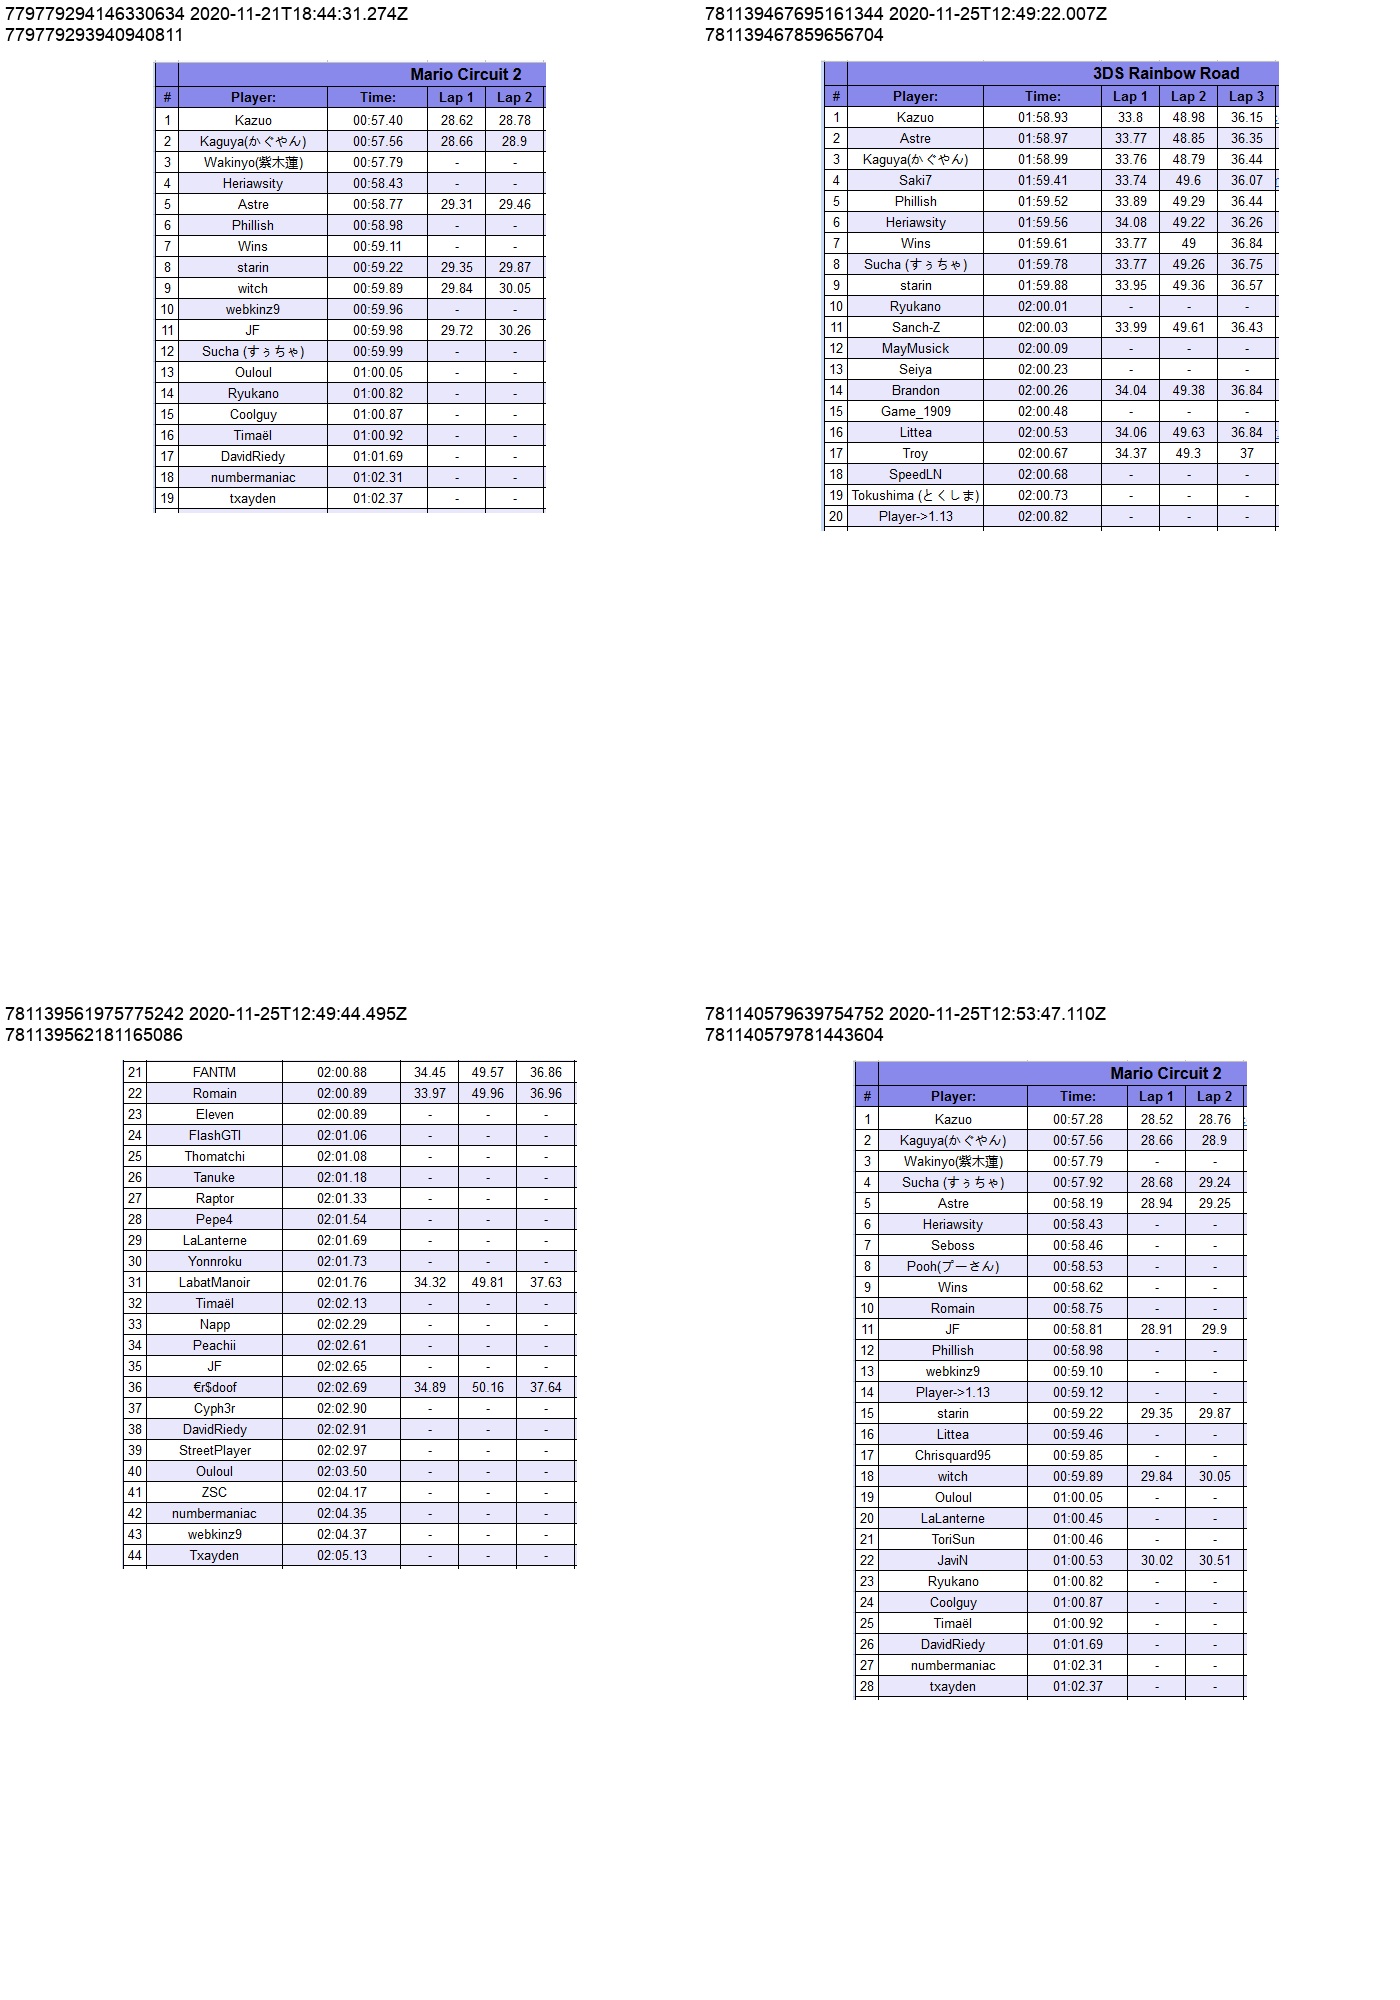 779779294146330634 2020-11-21T18:44:31.274Z
779779293940940811
Mario Circuit 2
# Player: Time: Lap 1 Lap 2
1 Kazuo 00:57.40 28.62 28.78
2 Kaguya(かぐやん) 00:57.56 28.66 28.9
3 Wakinyo(紫木蓮) 00:57.79 - -
4 Heriawsity 00:58.43 - -
5 Astre 00:58.77 29.31 29.46
6 Phillish 00:58.98 - -
7 Wins 00:59.11 - -
8 starin 00:59.22 29.35 29.87
9 witch 00:59.89 29.84 30.05
10 webkinz9 00:59.96 - -
11 JF 00:59.98 29.72 30.26
12 Sucha (すぅちゃ) 00:59.99 - -
13 Ouloul 01:00.05 - -
14 Ryukano 01:00.82 - -
15 Coolguy 01:00.87 - -
16 Timaël 01:00.92 - -
17 DavidRiedy 01:01.69 - -
18 numbermaniac 01:02.31 - -
19 txayden 01:02.37 - -
781139467695161344 2020-11-25T12:49:22.007Z
781139467859656704
3DS Rainbow Road
# Player: Time: Lap 1 Lap 2 Lap 3
1 Kazuo 01:58.93 33.8 48.98 36.15
2 Astre 01:58.97 33.77 48.85 36.35
3 Kaguya(かぐやん) 01:58.99 33.76 48.79 36.44
4 Saki7 01:59.41 33.74 49.6 36.07
5 Phillish 01:59.52 33.89 49.29 36.44
6 Heriawsity 01:59.56 34.08 49.22 36.26
7 Wins 01:59.61 33.77 49 36.84
8 Sucha (すぅちゃ) 01:59.78 33.77 49.26 36.75
9 starin 01:59.88 33.95 49.36 36.57
10 Ryukano 02:00.01 - - -
11 Sanch-Z 02:00.03 33.99 49.61 36.43
12 MayMusick 02:00.09 - - -
13 Seiya 02:00.23 - - -
14 Brandon 02:00.26 34.04 49.38 36.84
15 Game_1909 02:00.48 - - -
16 Littea 02:00.53 34.06 49.63 36.84
17 Troy 02:00.67 34.37 49.3 37
18 SpeedLN 02:00.68 - - -
19 Tokushima (とくしま) 02:00.73 - - -
20 Player->1.13 02:00.82 - - -
781139561975775242 2020-11-25T12:49:44.495Z
781139562181165086
21 FANTM 02:00.88 34.45 49.57 36.86
22 Romain 02:00.89 33.97 49.96 36.96
23 Eleven 02:00.89 - - -
24 FlashGTI 02:01.06 - - -
25 Thomatchi 02:01.08 - - -
26 Tanuke 02:01.18 - - -
27 Raptor 02:01.33 - - -
28 Pepe4 02:01.54 - - -
29 LaLanterne 02:01.69 - - -
30 Yonnroku 02:01.73 - - -
31 LabatManoir 02:01.76 34.32 49.81 37.63
32 Timaël 02:02.13 - - -
33 Napp 02:02.29 - - -
34 Peachii 02:02.61 - - -
35 JF 02:02.65 - - -
36 €r$doof 02:02.69 34.89 50.16 37.64
37 Cyph3r 02:02.90 - - -
38 DavidRiedy 02:02.91 - - -
39 StreetPlayer 02:02.97 - - -
40 Ouloul 02:03.50 - - -
41 ZSC 02:04.17 - - -
42 numbermaniac 02:04.35 - - -
43 webkinz9 02:04.37 - - -
44 Txayden 02:05.13 - - -
781140579639754752 2020-11-25T12:53:47.110Z
781140579781443604
Mario Circuit 2
# Player: Time: Lap 1 Lap 2
1 Kazuo 00:57.28 28.52 28.76
2 Kaguya(かぐやん) 00:57.56 28.66 28.9
3 Wakinyo(紫木蓮) 00:57.79 - -
4 Sucha (すぅちゃ) 00:57.92 28.68 29.24
5 Astre 00:58.19 28.94 29.25
6 Heriawsity 00:58.43 - -
7 Seboss 00:58.46 - -
8 Pooh(プーさん) 00:58.53 - -
9 Wins 00:58.62 - -
10 Romain 00:58.75 - -
11 JF 00:58.81 28.91 29.9
12 Phillish 00:58.98 - -
13 webkinz9 00:59.10 - -
14 Player->1.13 00:59.12 - -
15 starin 00:59.22 29.35 29.87
16 Littea 00:59.46 - -
17 Chrisquard95 00:59.85 - -
18 witch 00:59.89 29.84 30.05
19 Ouloul 01:00.05 - -
20 LaLanterne 01:00.45 - -
21 ToriSun 01:00.46 - -
22 JaviN 01:00.53 30.02 30.51
23 Ryukano 01:00.82 - -
24 Coolguy 01:00.87 - -
25 Timaël 01:00.92 - -
26 DavidRiedy 01:01.69 - -
27 numbermaniac 01:02.31 - -
28 txayden 01:02.37 - -